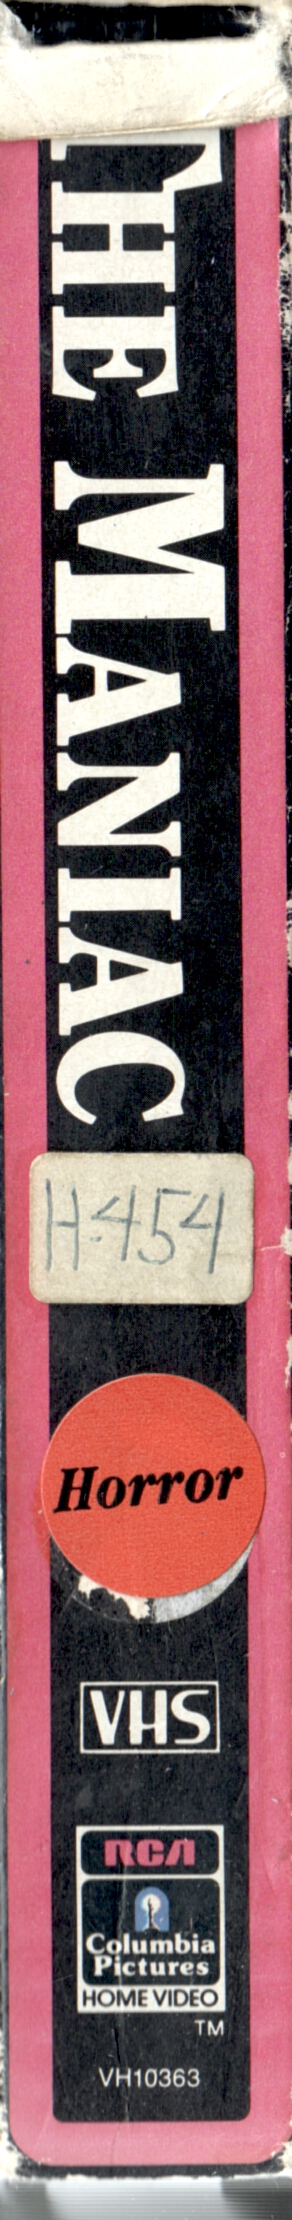 THE MANIAC
H-454
Horror
VHS
RCA
Columbia
Pictures
HOME VIDEO
TM
VH10363